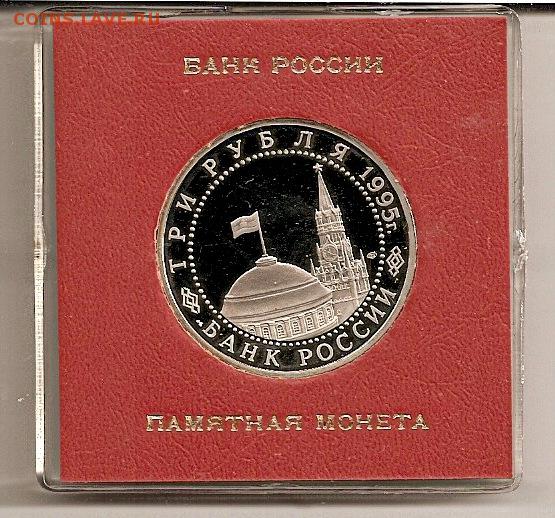 COINS.LAVE.RU
БАНК РОССИИ
ТРИ РУБЛЯ 1995г.
БАНК РОССИИ
ПАМЯТНАЯ МОНЕТА